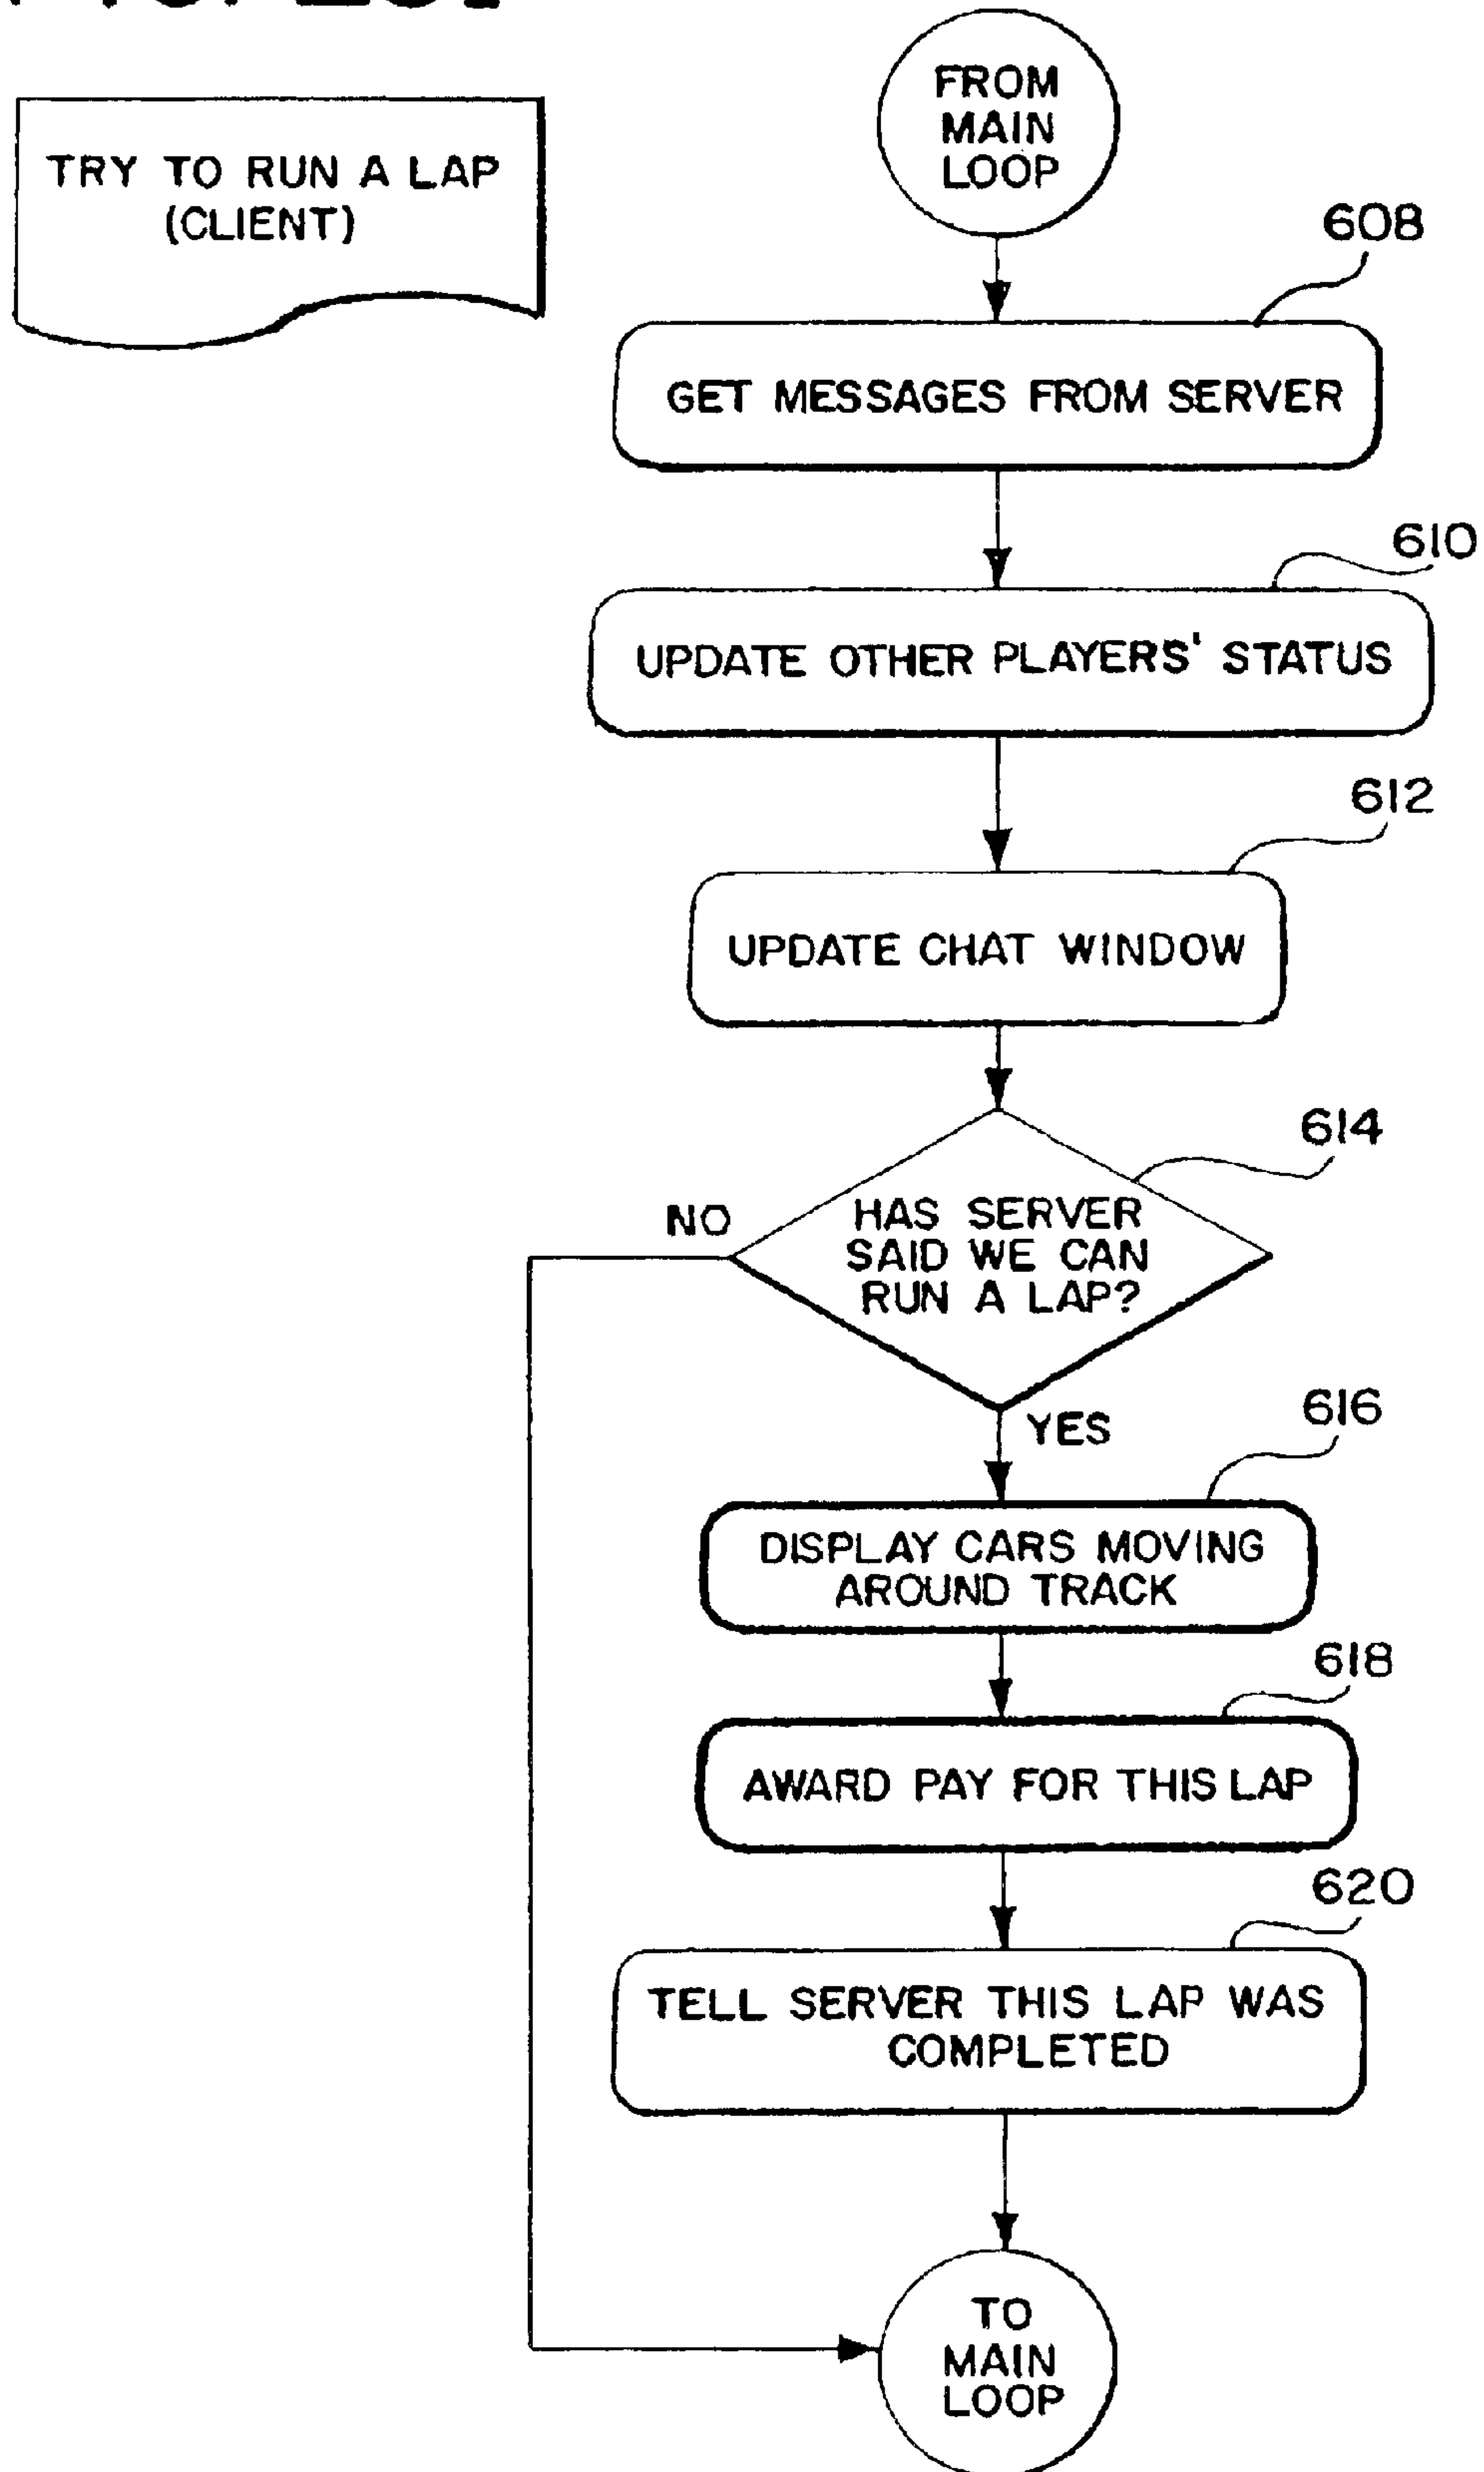 TRY TO RUN A LAP
(CLIENT)
FROM
MAIN
LOOP
608
GET MESSAGES FROM SERVER
610
UPDATE OTHER PLAYERS' STATUS
612
UPDATE CHAT WINDOW
614
NO
HAS SERVER
SAID WE CAN
RUN A LAP?
YES
616
DISPLAY CARS MOVING
AROUND TRACK
618
AWARD PAY FOR THIS LAP
620
TELL SERVER THIS LAP WAS
COMPLETED
TO
MAIN
LOOP